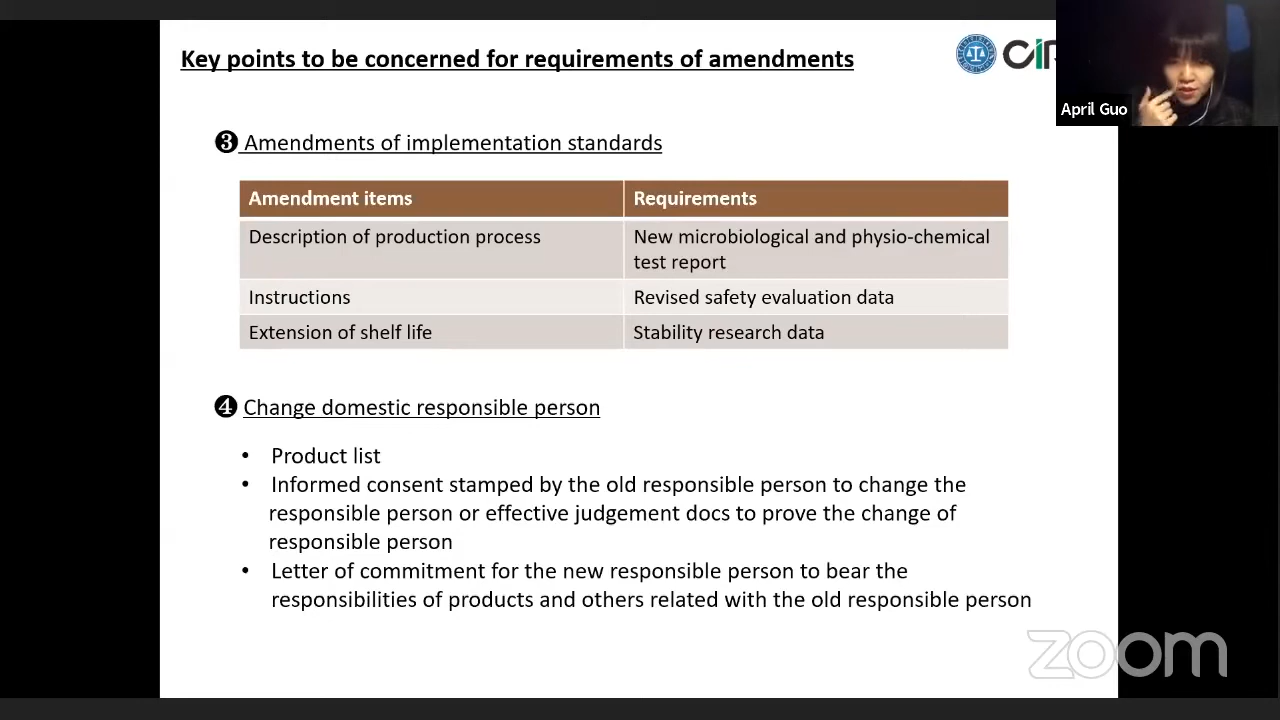 Key points to be concerned for requirements of amendments
April Guo
❸ Amendments of implementation standards
Amendment items
Requirements
Description of production process
New microbiological and physio-chemical
test report
Instructions
Revised safety evaluation data
Extension of shelf life
Stability research data
❹ Change domestic responsible person
• Product list
• Informed consent stamped by the old responsible person to change the
responsible person or effective judgement docs to prove the change of
responsible person
• Letter of commitment for the new responsible person to bear the
responsibilities of products and others related with the old responsible person
zoom